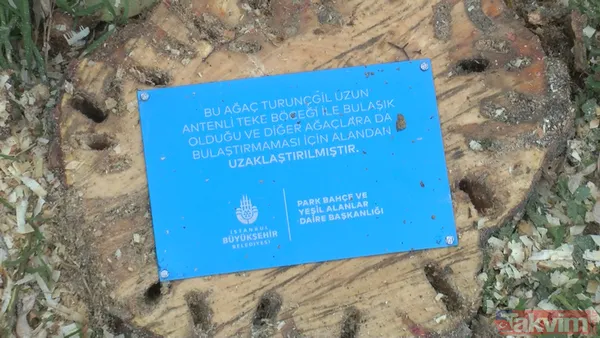 BU AĞAÇ TURUNÇGİL UZUN
ANTENLİ TEKE BÖCEĞİ İLE BULAŞIK
OLDUĞU VE DİĞER AĞAÇLARA DA
BULAŞTIRMAMASI İÇİN ALANDAN
UZAKLAŞTIRILMIŞTIR.
İSTANBUL
BÜYÜKŞEHİR
BELEDİYESİ
PARK BAHÇE VE
YEŞİL ALANLAR
DAİRE BAŞKANLIĞI
takvim